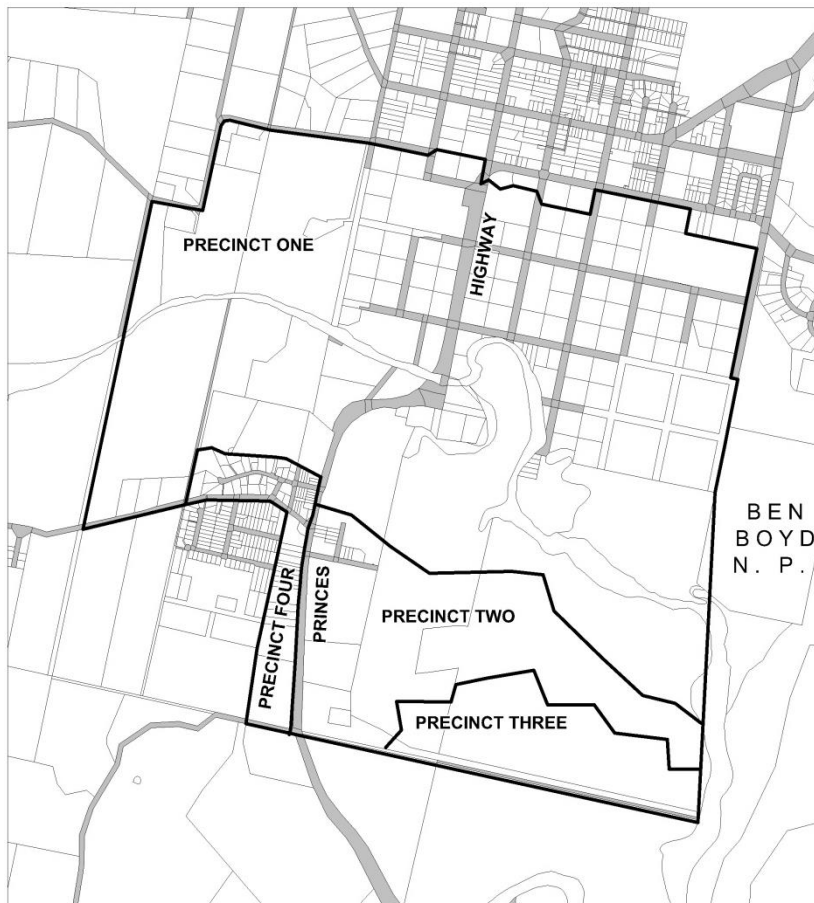 PRECINCT ONE
HIGHWAY
BEN
BOYD
N. P.
PRECINCT FOUR
PRINCES
PRECINCT TWO
PRECINCT THREE